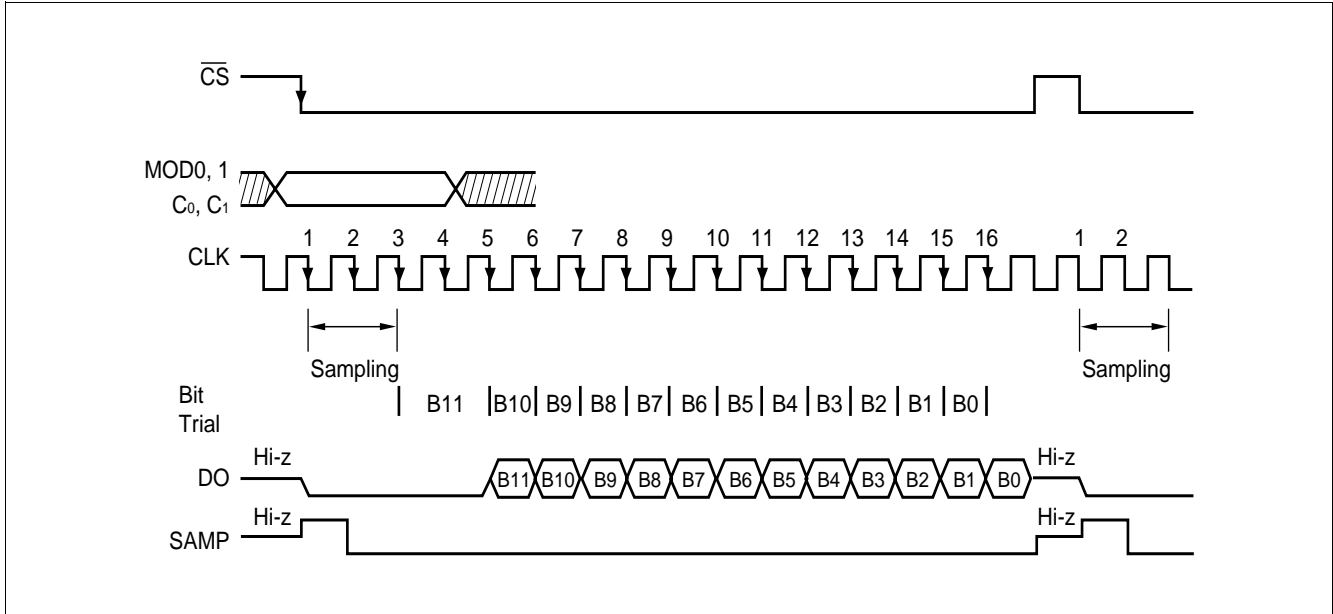 CS
MOD0, 1
C0, C1
1 2 3 4 5 6 7 8 9 10 11 12 13 14 15 16 1 2
CLK
Sampling Sampling
Bit
Trial
B11 B10 B9 B8 B7 B6 B5 B4 B3 B2 B1 B0
Hi-z Hi-z
DO B11 B10 B9 B8 B7 B6 B5 B4 B3 B2 B1 B0
Hi-z Hi-z
SAMP